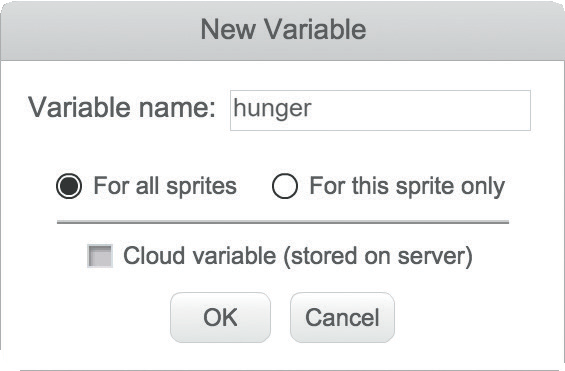 New Variable
Variable name: hunger
For all sprites For this sprite only
Cloud variable (stored on server)
OK Cancel